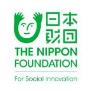 日本
財団
THE NIPPON
FOUNDATION
For Social Innovation